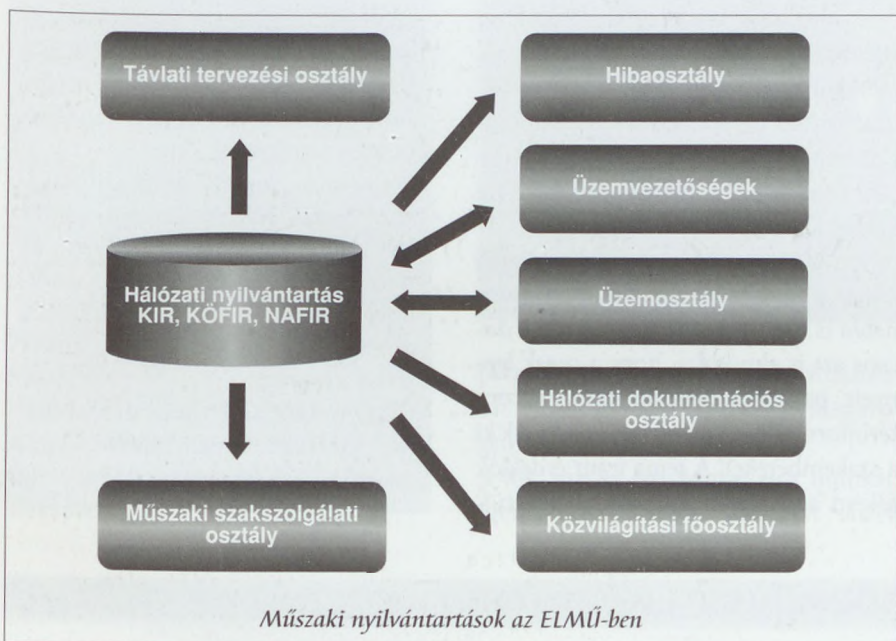 Távlati tervezési osztály
Hibaosztály
Üzemvezetőségek
Hálózati nyilvántartás
KIR, KÖFIR, NAFIR
Üzemosztály
Hálózati dokumentációs
osztály
Műszaki szakszolgálati
osztály
Közvilágítási főosztály
Műszaki nyilvántartások az ELMŰ-ben